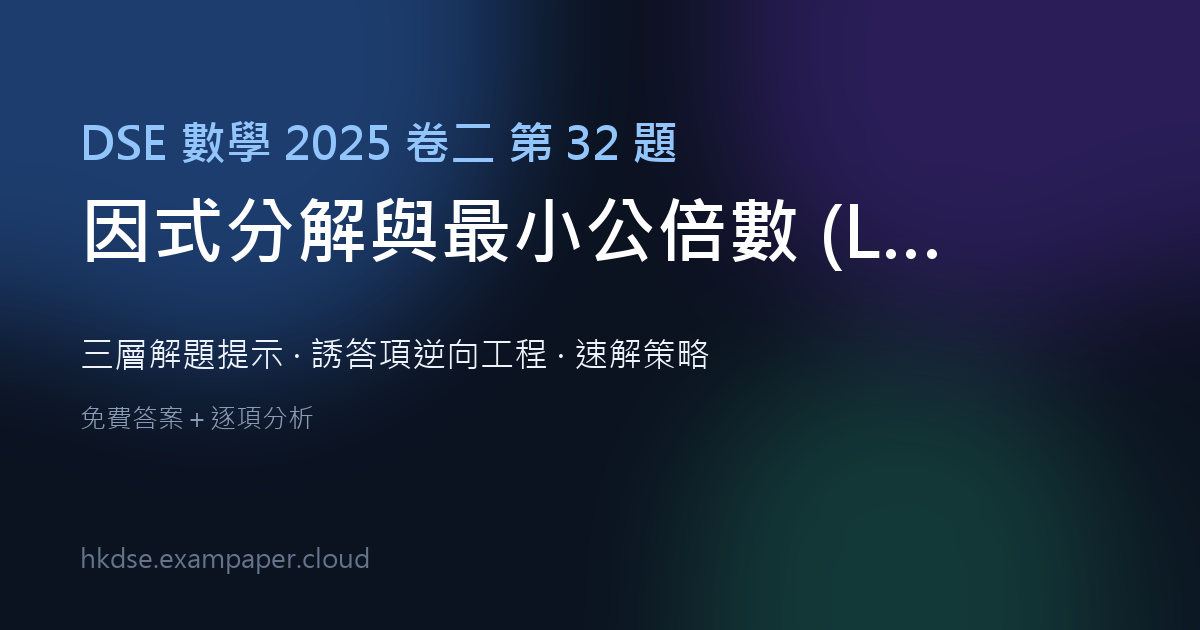 DSE 數學 2025 卷二 第 32 題
因式分解與最小公倍數 (L...
三層解題提示 · 誘答項逆向工程 · 速解策略
免費答案 + 逐項分析
hkdse.exampaper.cloud